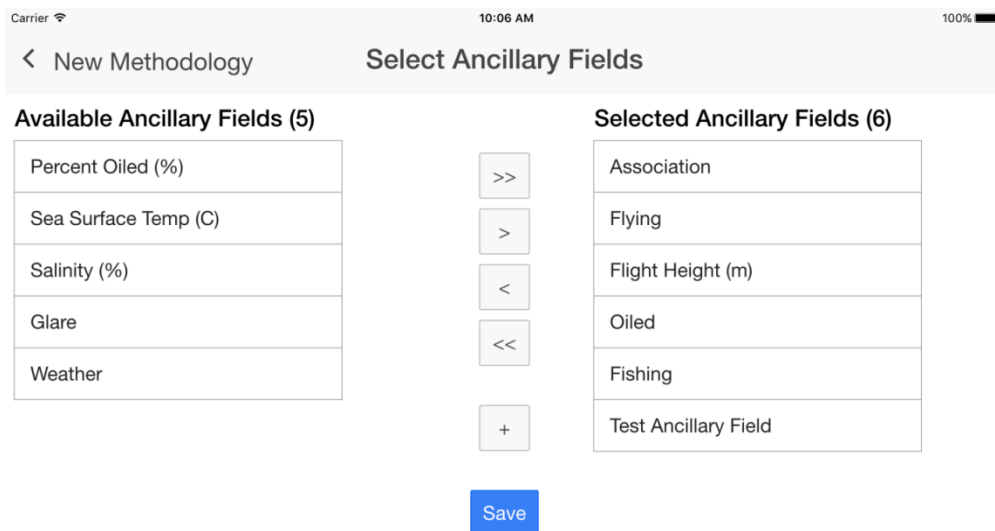 Carrier 10:06 AM 100%
< New Methodology Select Ancillary Fields
Available Ancillary Fields (5)
Percent Oiled (%)
Sea Surface Temp (C)
Salinity (%)
Glare
Weather
>>
>
<
<<
+
Selected Ancillary Fields (6)
Association
Flying
Flight Height (m)
Oiled
Fishing
Test Ancillary Field
Save